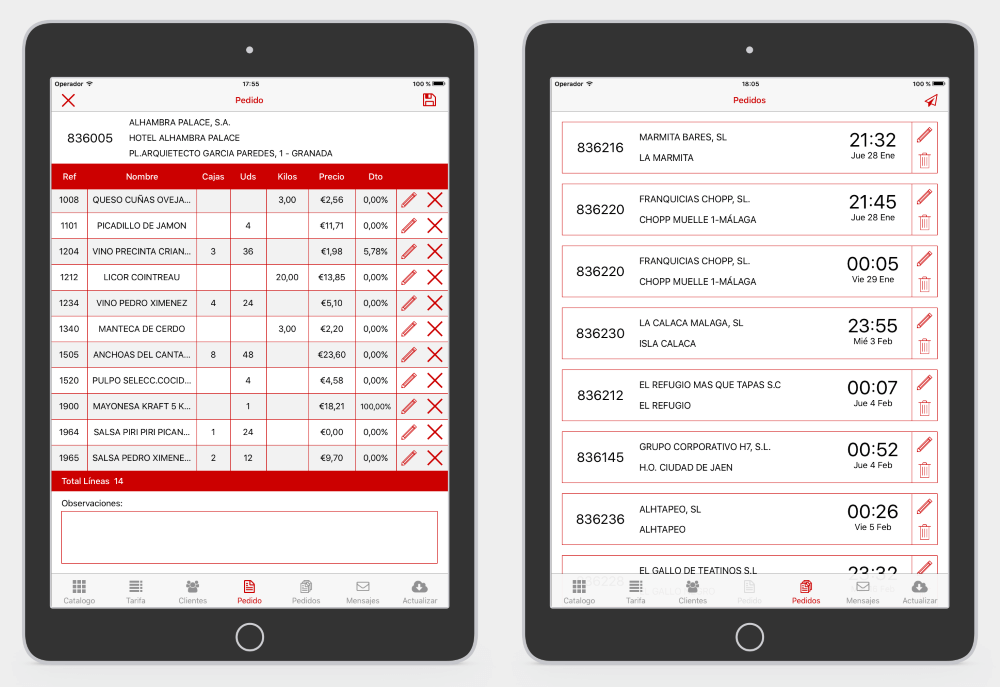 Operador 17:55 100 %
Pedido
836005
ALHAMBRA PALACE, S.A.
HOTEL ALHAMBRA PALACE
PL.ARQUIETECTO GARCIA PAREDES, 1 - GRANADA
Ref Nombre Cajas Uds Kilos Precio Dto
1008 QUESO CUÑAS OVEJA... 3,00 €2,56 0,00%
1101 PICADILLO DE JAMON 4 €11,71 0,00%
1204 VINO PRECINTA CRIAN... 3 36 €1,98 5,78%
1212 LICOR COINTREAU 20,00 €13,85 0,00%
1234 VINO PEDRO XIMENEZ 4 24 €5,10 0,00%
1340 MANTECA DE CERDO 3,00 €2,20 0,00%
1505 ANCHOAS DEL CANTA... 8 48 €23,60 0,00%
1520 PULPO SELECC.COCID... 4 €4,58 0,00%
1900 MAYONESA KRAFT 5 K... 1 €18,21 100,00%
1964 SALSA PIRI PIRI PICAN... 1 24 €0,00 0,00%
1965 SALSA PEDRO XIMENE... 2 12 €9,70 0,00%
Total Líneas 14
Observaciones:
Catalogo Tarifa Clientes Pedido Pedidos Mensajes Actualizar
Operador 18:05 100 %
Pedidos
836216
MARMITA BARES, SL
LA MARMITA
21:32
Jue 28 Ene
836220
FRANQUICIAS CHOPP, SL.
CHOPP MUELLE 1-MÁLAGA
21:45
Jue 28 Ene
836220
FRANQUICIAS CHOPP, SL.
CHOPP MUELLE 1-MÁLAGA
00:05
Vie 29 Ene
836230
LA CALACA MALAGA, SL
ISLA CALACA
23:55
Mié 3 Feb
836212
EL REFUGIO MAS QUE TAPAS S.C
EL REFUGIO
00:07
Jue 4 Feb
836145
GRUPO CORPORATIVO H7, S.L.
H.O. CIUDAD DE JAEN
00:52
Jue 4 Feb
836236
ALHTAPEO, SL
ALHTAPEO
00:26
Vie 5 Feb
836228
EL GALLO DE TEATINOS S.L
23:32
Catalogo Tarifa Clientes Pedido Pedidos Mensajes Actualizar